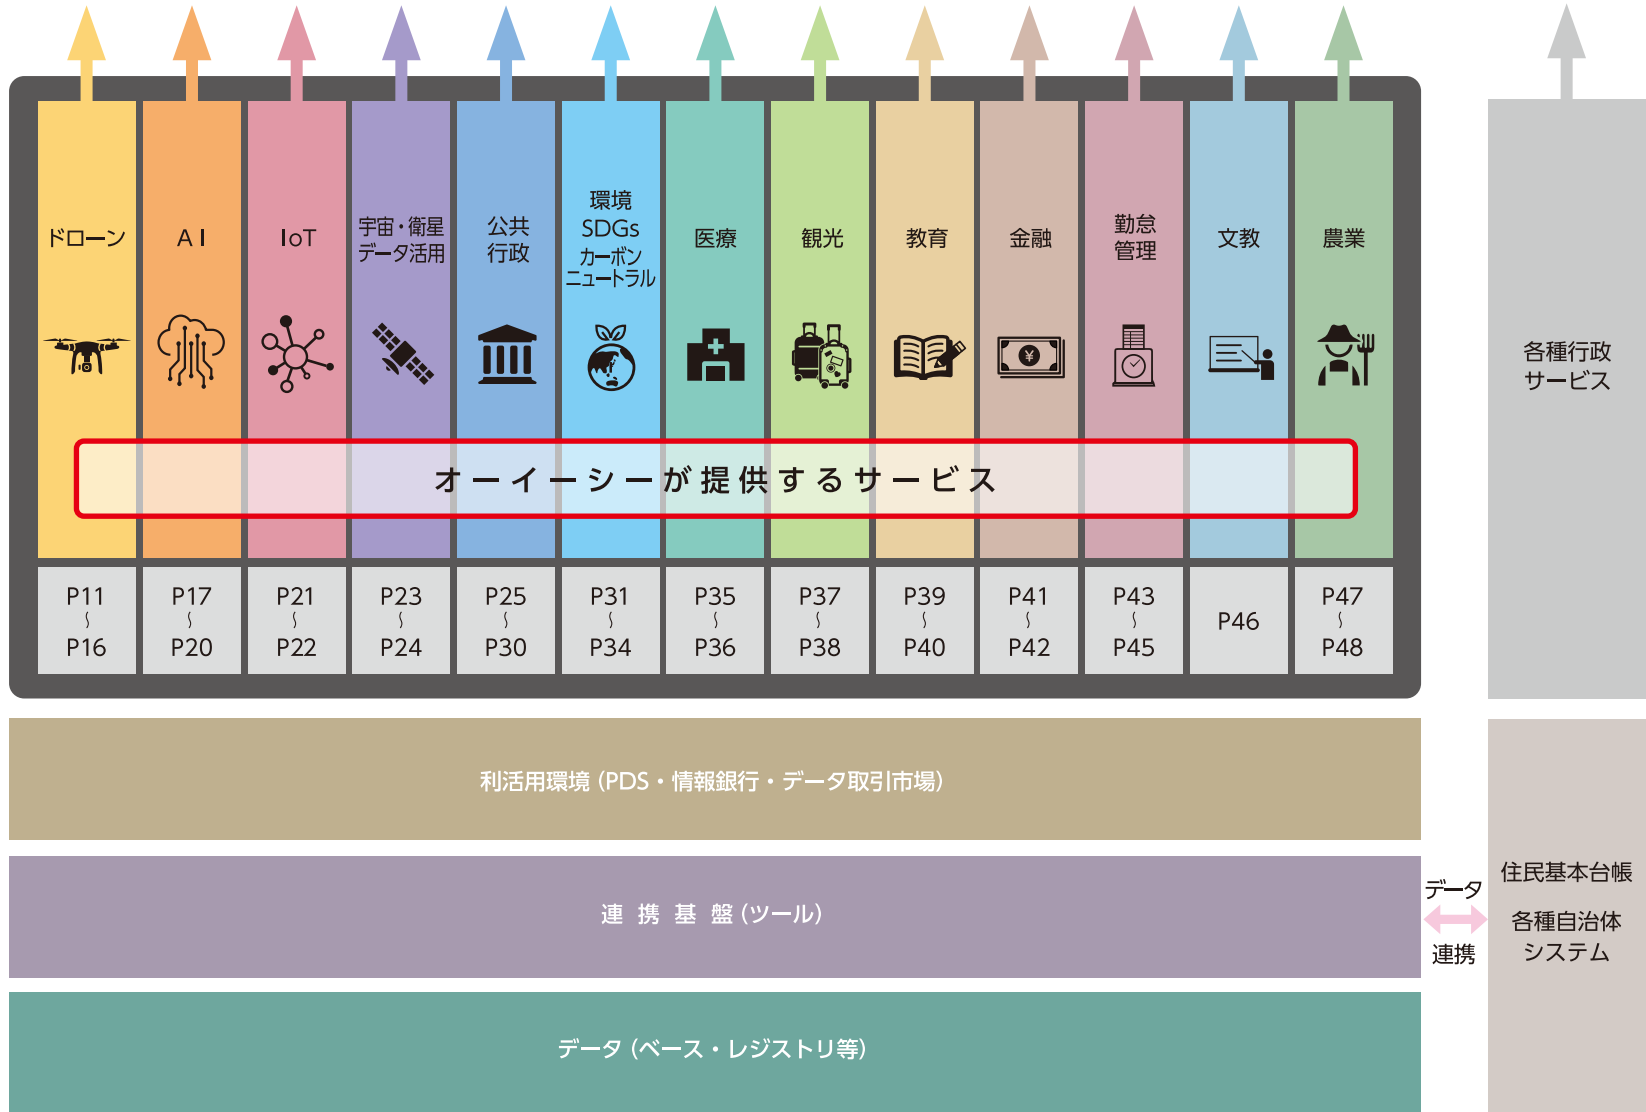 ドローン
AI
IoT
宇宙・衛星
データ活用
公共
行政
環境
SDGs
カーボン
ニュートラル
医療
観光
教育
金融
勤怠
管理
文教
農業
¥
オーイーシーが提供するサービス
P11
〜
P16
P17
〜
P20
P21
〜
P22
P23
〜
P24
P25
〜
P30
P31
〜
P34
P35
〜
P36
P37
〜
P38
P39
〜
P40
P41
〜
P42
P43
〜
P45
P46
P47
〜
P48
各種行政
サービス
利活用環境(PDS・情報銀行・データ取引市場)
連携基盤(ツール)
データ(ベース・レジストリ等)
データ
連携
住民基本台帳
各種自治体
システム